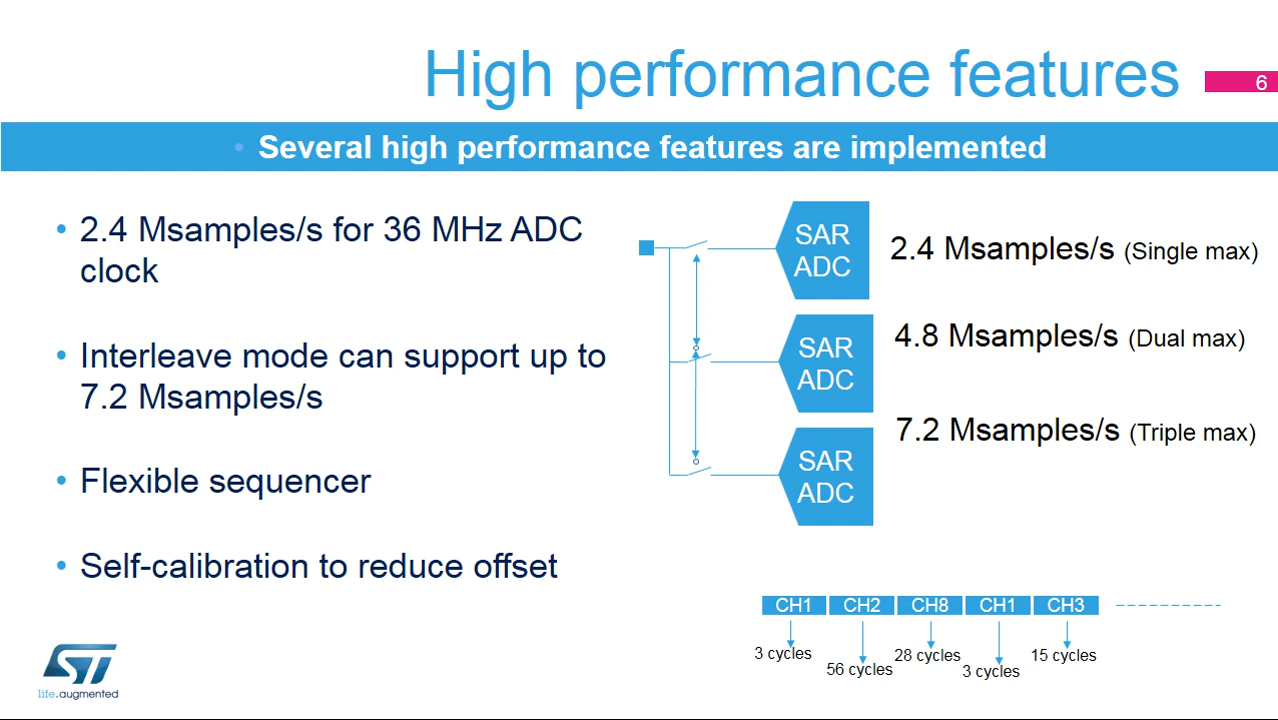 High performance features
6
• Several high performance features are implemented
• 2.4 Msamples/s for 36 MHz ADC
clock
• Interleave mode can support up to
7.2 Msamples/s
• Flexible sequencer
• Self-calibration to reduce offset
SAR
ADC
2.4 Msamples/s (Single max)
SAR
ADC
4.8 Msamples/s (Dual max)
SAR
ADC
7.2 Msamples/s (Triple max)
CH1 CH2 CH8 CH1 CH3
3 cycles 56 cycles 28 cycles 3 cycles 15 cycles
ST
life.augmented